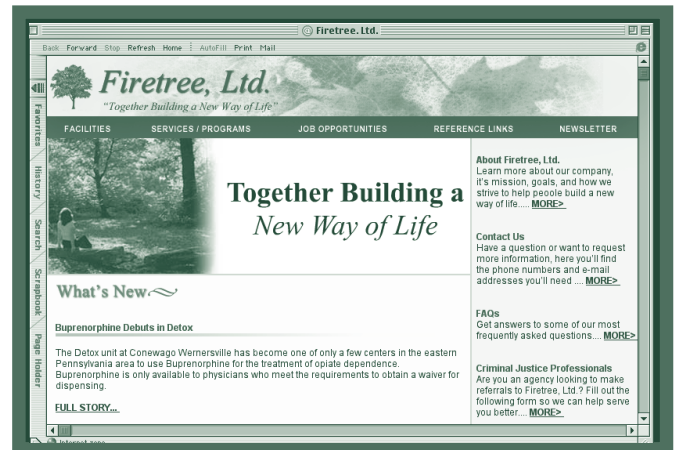 Firetree. Ltd.
Back Forward Stop Refresh Home AutoFill Print Mail
Firetree, Ltd.
"Together Building a New Way of Life"
FACILITIES SERVICES / PROGRAMS JOB OPPORTUNITIES REFERENCE LINKS NEWSLETTER
Favorites
History
Search
Scrapbook
Page Holder
Together Building a
New Way of Life
What's New
Buprenorphine Debuts in Detox
The Detox unit at Conewago Wernersville has become one of only a few centers in the eastern
Pennsylvania area to use Buprenorphine for the treatment of opiate dependence.
Buprenorphine is only available to physicians who meet the requirements to obtain a waiver for
dispensing.
FULL STORY...
About Firetree, Ltd.
Learn more about our company,
it's mission, goals, and how we
strive to help peoole build a new
way of life..... MORE>
Contact Us
Have a question or want to request
more information, here you'll find
the phone numbers and e-mail
addresses you'll need .... MORE>
FAQs
Get answers to some of our most
frequently asked questions.... MORE>
Criminal Justice Professionals
Are you an agency looking to make
referrals to Firetree, Ltd.? Fill out the
following form so we can help serve
you better.... MORE>
Internet zone